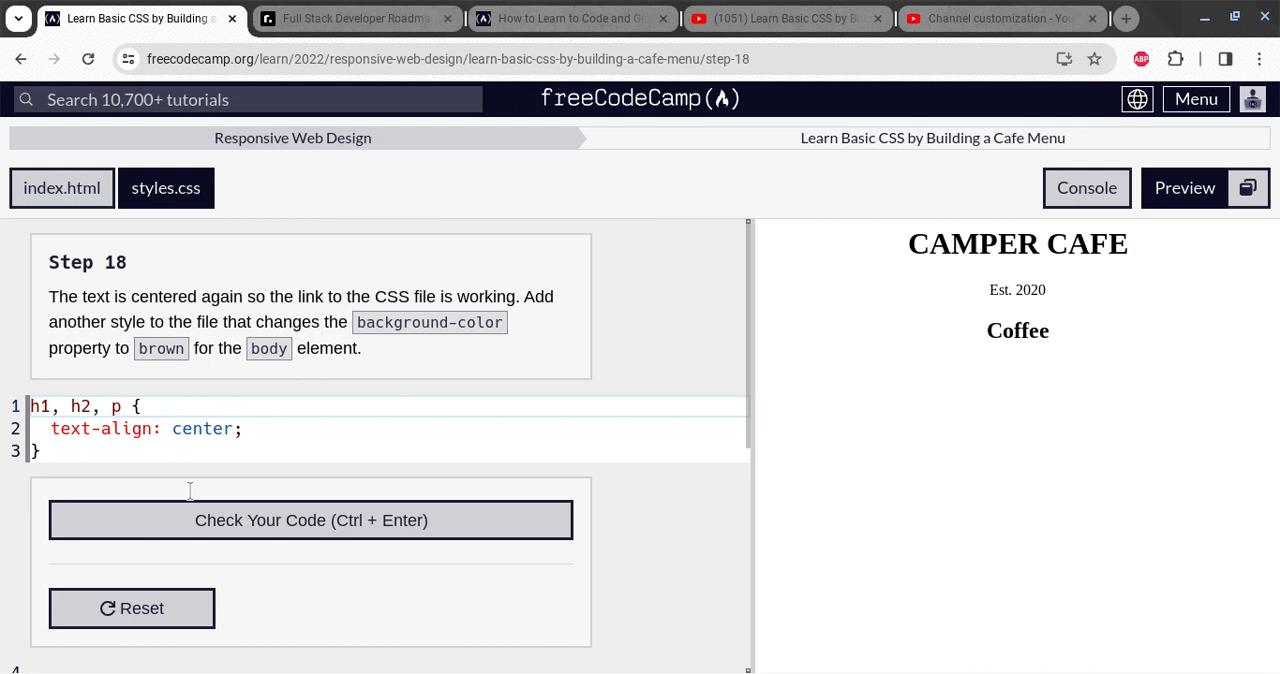 Learn Basic CSS by Building a
Full Stack Developer Roadma
How to Learn to Code and Ge
(1051) Learn Basic CSS by Bu
Channel customization - You
freecodecamp.org/learn/2022/responsive-web-design/learn-basic-css-by-building-a-cafe-menu/step-18
ABP
Search 10,700+ tutorials
freeCodeCamp
Menu
Responsive Web Design
Learn Basic CSS by Building a Cafe Menu
index.html
styles.css
Console
Preview
Step 18
The text is centered again so the link to the CSS file is working. Add
another style to the file that changes the background-color
property to brown for the body element.
1 h1, h2, p {
2 text-align: center;
3 }
Check Your Code (Ctrl + Enter)
Reset
4
CAMPER CAFE
Est. 2020
Coffee